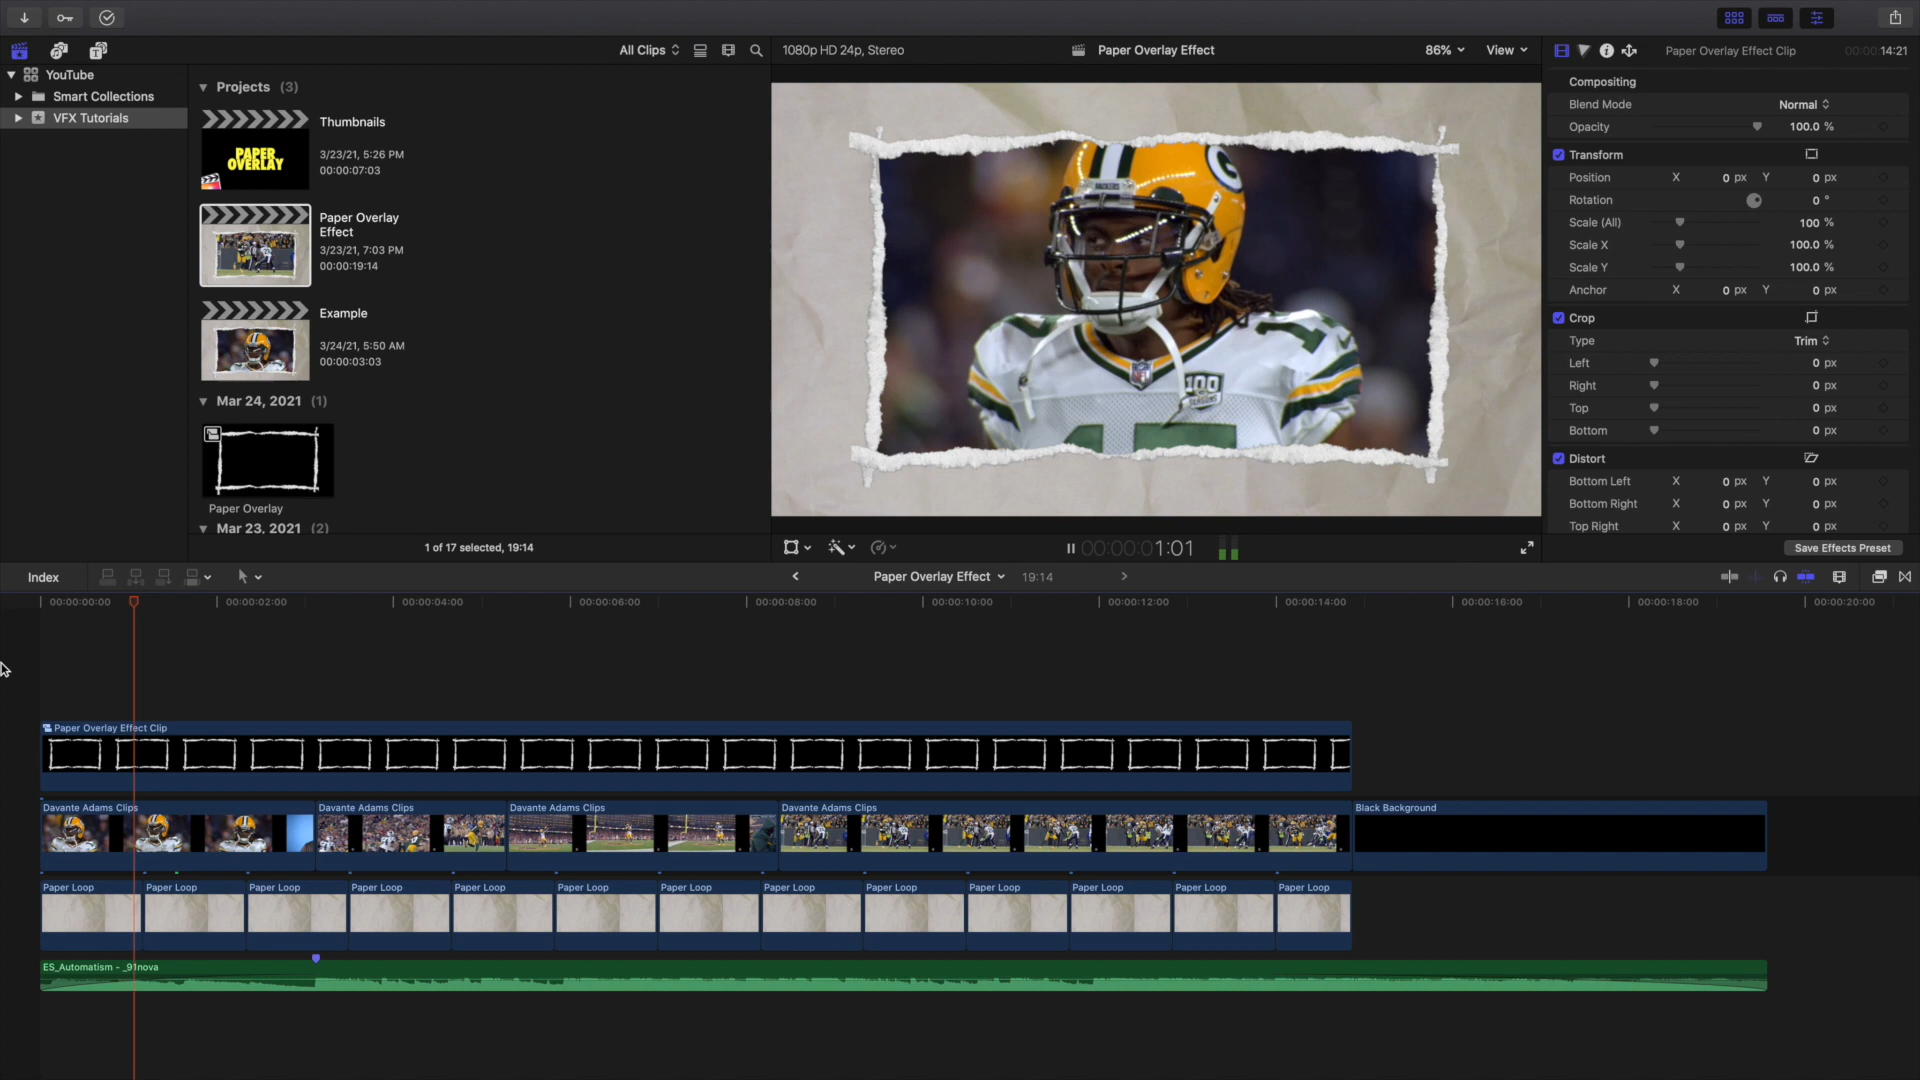 All Clips
1080p HD 24p, Stereo
Paper Overlay Effect
86%
View
Paper Overlay Effect Clip
00:00:14:21
YouTube
Smart Collections
VFX Tutorials
Projects (3)
Thumbnails
3/23/21, 5:26 PM
00:00:07:03
PAPER
OVERLAY
Paper Overlay
Effect
3/23/21, 7:03 PM
00:00:19:14
Example
3/24/21, 5:50 AM
00:00:03:03
Mar 24, 2021 (1)
Paper Overlay
Mar 23, 2021 (2)
1 of 17 selected, 19:14
PACKERS
G
NFL
100
SEASONS
17
00:00:01:01
Compositing
Blend Mode Normal
Opacity 100.0 %
Transform
Position X 0 px Y 0 px
Rotation 0 °
Scale (All) 100 %
Scale X 100.0 %
Scale Y 100.0 %
Anchor X 0 px Y 0 px
Crop
Type Trim
Left 0 px
Right 0 px
Top 0 px
Bottom 0 px
Distort
Bottom Left X 0 px Y 0 px
Bottom Right X 0 px Y 0 px
Top Right X 0 px Y 0 px
Save Effects Preset
Index
Paper Overlay Effect 19:14
00:00:00:00 00:00:02:00 00:00:04:00 00:00:06:00 00:00:08:00 00:00:10:00 00:00:12:00 00:00:14:00 00:00:16:00 00:00:18:00 00:00:20:00
Paper Overlay Effect Clip
Davante Adams Clips Davante Adams Clips Davante Adams Clips Davante Adams Clips Black Background
Paper Loop Paper Loop Paper Loop Paper Loop Paper Loop Paper Loop Paper Loop Paper Loop Paper Loop Paper Loop Paper Loop Paper Loop Paper Loop
ES_Automatism - _91nova